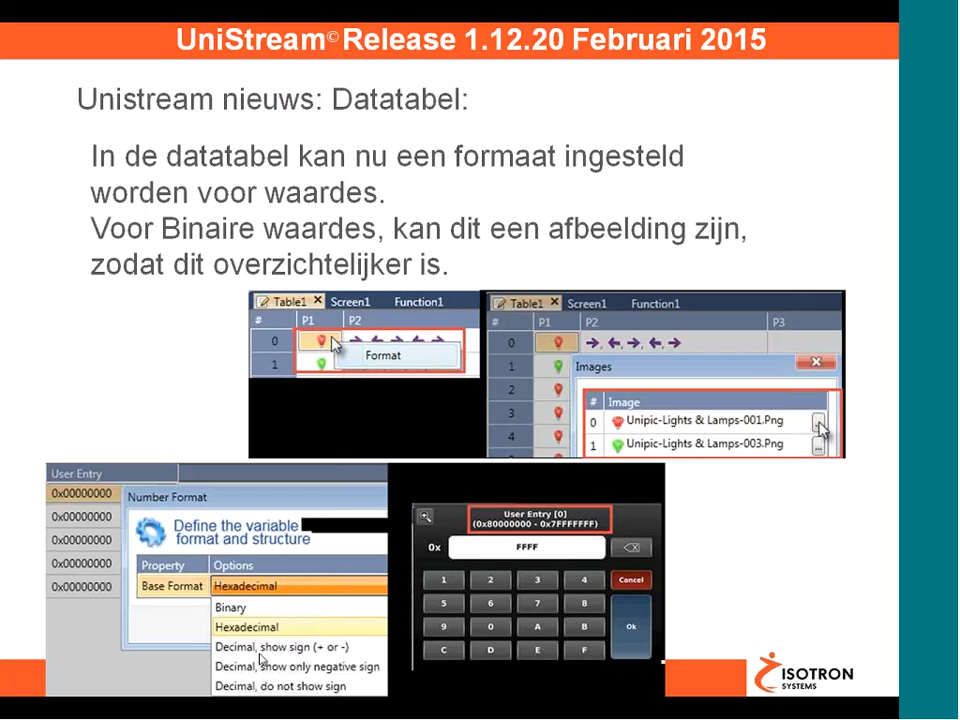 UniStream© Release 1.12.20 Februari 2015
Unistream nieuws: Datatabel:
In de datatabel kan nu een formaat ingesteld
worden voor waardes.
Voor Binaire waardes, kan dit een afbeelding zijn,
zodat dit overzichtelijker is.
Table1 Screen1 Function1
# P1 P2
0
1
Format
Table1 Screen1 Function1
# P1 P2 P3
0
1
2
3
4
Images
# Image
0 Unipic-Lights & Lamps-001.Png ...
1 Unipic-Lights & Lamps-003.Png ...
User Entry
0x00000000
0x00000000
0x00000000
0x00000000
0x00000000
Number Format
Define the variable
format and structure
Property Options
Base Format Hexadecimal
Binary
Hexadecimal
Decimal, show sign (+ or -)
Decimal, show only negative sign
Decimal, do not show sign
User Entry [0]
(0x80000000 - 0x7FFFFFFF)
0x FFFF
1 2 3 4 Cancel
5 6 7 8
9 0 A B Ok
C D E F
ISOTRON
SYSTEMS